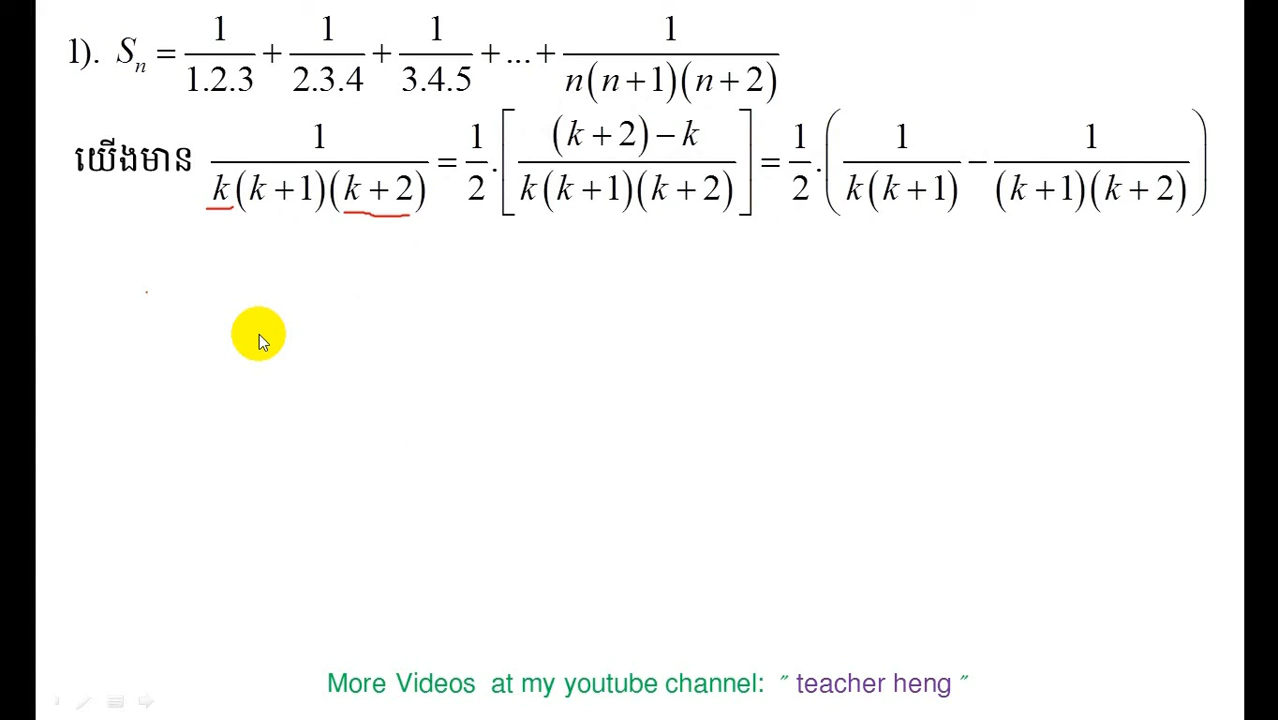 1). Sₙ = 1/1.2.3 + 1/2.3.4 + 1/3.4.5 + ... + 1/n(n+1)(n+2)
យើងមាន 1/k(k+1)(k+2) = 1/2 . [(k+2)−k / k(k+1)(k+2)] = 1/2 . (1/k(k+1) − 1/(k+1)(k+2))
More Videos at my youtube channel: " teacher heng "